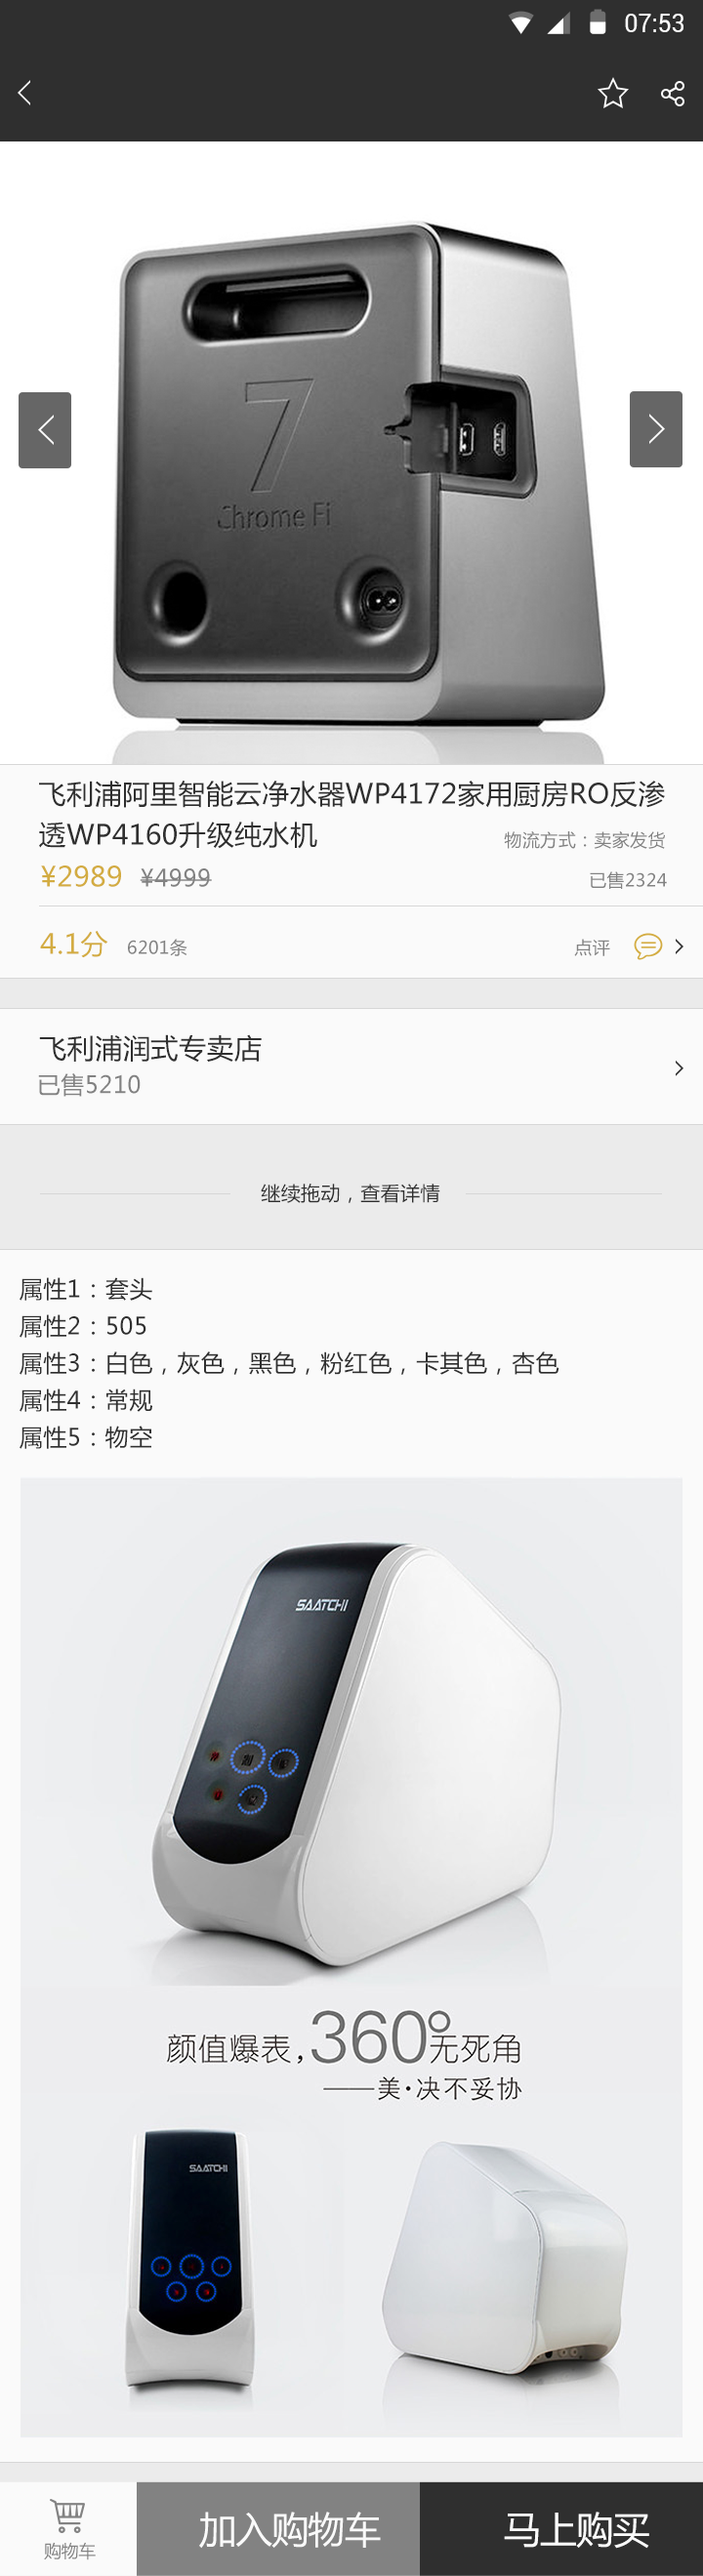 07:53
7
Chrome Fi
飞利浦阿里智能云净水器WP4172家用厨房RO反渗
透WP4160升级纯水机
物流方式：卖家发货
¥2989 ¥4999
已售2324
4.1分 6201条
点评
飞利浦润式专卖店
已售5210
继续拖动，查看详情
属性1：套头
属性2：505
属性3：白色，灰色，黑色，粉红色，卡其色，杏色
属性4：常规
属性5：物空
SAATCHI
颜值爆表，360°无死角
——美·决不妥协
SAATCHI
购物车
加入购物车
马上购买